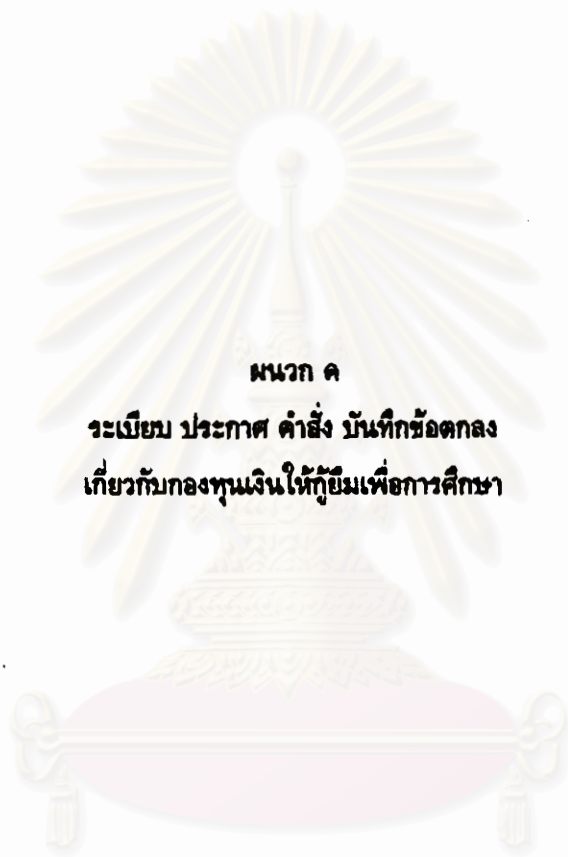 ผนวก ค
ระเบียบ ประกาศ คำสั่ง บันทึกข้อตกลง
เกี่ยวกับกองทุนเงินให้กู้ยืมเพื่อการศึกษา